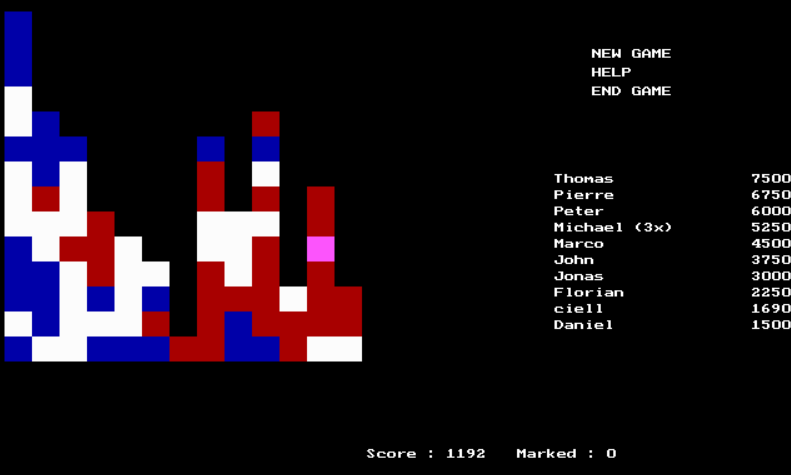 NEW GAME
HELP
END GAME
Thomas 7500
Pierre 6750
Peter 6000
Michael (3x) 5250
Marco 4500
John 3750
Jonas 3000
Florian 2250
ciell 1690
Daniel 1500
Score : 1192 Marked : 0